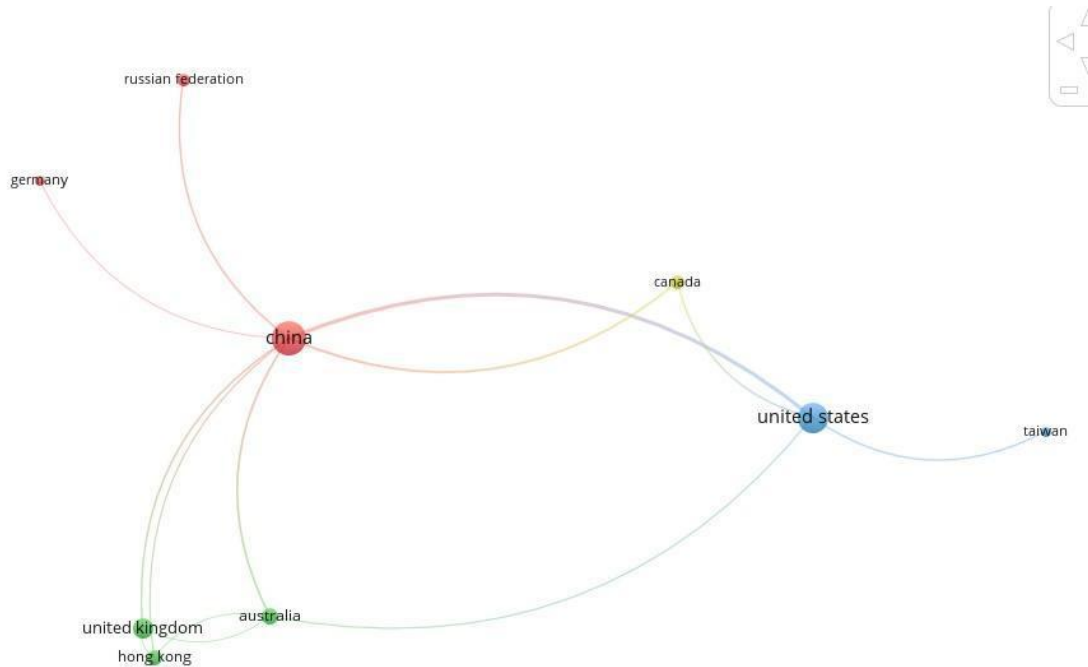 russian federation
germany
canada
china
united states
taiwan
australia
united kingdom
hong kong